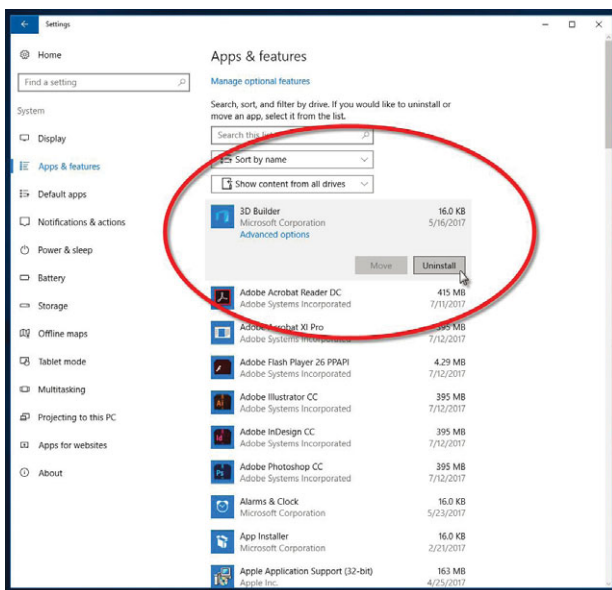 Settings
Home
Find a setting
System
Display
Apps & features
Default apps
Notifications & actions
Power & sleep
Battery
Storage
Offline maps
Tablet mode
Multitasking
Projecting to this PC
Apps for websites
About
Apps & features
Manage optional features
Search, sort, and filter by drive. If you would like to uninstall or
move an app, select it from the list.
Search this list
Sort by name
Show content from all drives
3D Builder 16.0 KB
Microsoft Corporation 5/16/2017
Advanced options
Move Uninstall
Adobe Acrobat Reader DC 415 MB
Adobe Systems Incorporated 7/11/2017
Adobe Acrobat XI Pro 395 MB
Adobe Systems Incorporated 7/12/2017
Adobe Flash Player 26 PPAPI 4.29 MB
Adobe Systems Incorporated 7/12/2017
Ai Adobe Illustrator CC 395 MB
Adobe Systems Incorporated 7/12/2017
Id Adobe InDesign CC 395 MB
Adobe Systems Incorporated 7/12/2017
Ps Adobe Photoshop CC 395 MB
Adobe Systems Incorporated 7/12/2017
Alarms & Clock 16.0 KB
Microsoft Corporation 5/23/2017
App Installer 16.0 KB
Microsoft Corporation 2/21/2017
Apple Application Support (32-bit) 163 MB
Apple Inc. 4/25/2017